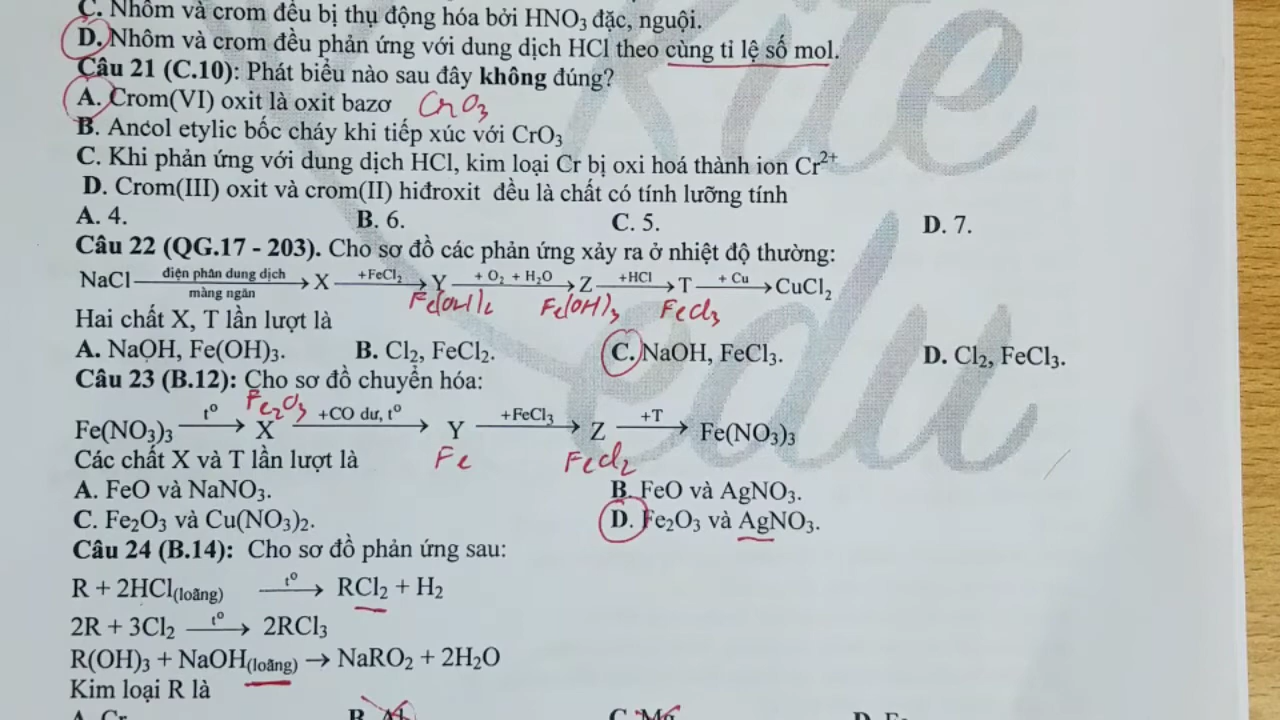 C. Nhôm và crom đều bị thụ động hóa bởi HNO₃ đặc, nguội.
D. Nhôm và crom đều phản ứng với dung dịch HCl theo cùng tỉ lệ số mol.
Câu 21 (C.10): Phát biểu nào sau đây không đúng?
A. Crom(VI) oxit là oxit bazơ CrO₃
B. Ancol etylic bốc cháy khi tiếp xúc với CrO₃
C. Khi phản ứng với dung dịch HCl, kim loại Cr bị oxi hoá thành ion Cr²⁺
D. Crom(III) oxit và crom(II) hiđroxit đều là chất có tính lưỡng tính
A. 4. B. 6. C. 5. D. 7.
Câu 22 (QG.17 - 203). Cho sơ đồ các phản ứng xảy ra ở nhiệt độ thường:
NaCl điện phân dung dịch màng ngăn → X +FeCl₂ → Y + O₂ + H₂O → Z +HCl → T + Cu → CuCl₂
Fe(OH)₂ Fe(OH)₃ FeCl₃
Hai chất X, T lần lượt là
A. NaOH, Fe(OH)₃. B. Cl₂, FeCl₂. C. NaOH, FeCl₃. D. Cl₂, FeCl₃.
Câu 23 (B.12): Cho sơ đồ chuyển hóa:
Fe₂O₃
Fe(NO₃)₃ t° → X +CO dư, t° → Y +FeCl₃ → Z +T → Fe(NO₃)₃
Các chất X và T lần lượt là Fe FeCl₂
A. FeO và NaNO₃. B. FeO và AgNO₃.
C. Fe₂O₃ và Cu(NO₃)₂. D. Fe₂O₃ và AgNO₃.
Câu 24 (B.14): Cho sơ đồ phản ứng sau:
R + 2HCl(loãng) t° → RCl₂ + H₂
2R + 3Cl₂ t° → 2RCl₃
R(OH)₃ + NaOH(loãng) → NaRO₂ + 2H₂O
Kim loại R là
A. Cr B. Al C. Mg D. Fe
Kite
edu